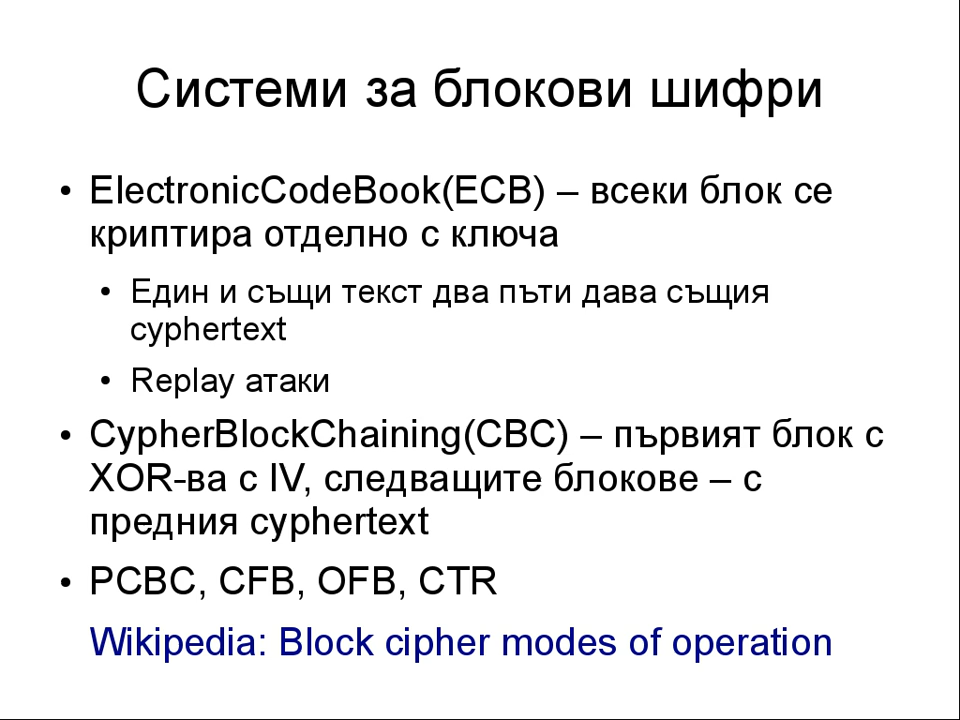 Системи за блокови шифри
• ElectronicCodeBook(ECB) – всеки блок се
криптира отделно с ключа
• Един и същи текст два пъти дава същия
cyphertext
• Replay атаки
• CypherBlockChaining(CBC) – първият блок с
XOR-ва с IV, следващите блокове – с
предния cyphertext
• PCBC, CFB, OFB, CTR
Wikipedia: Block cipher modes of operation